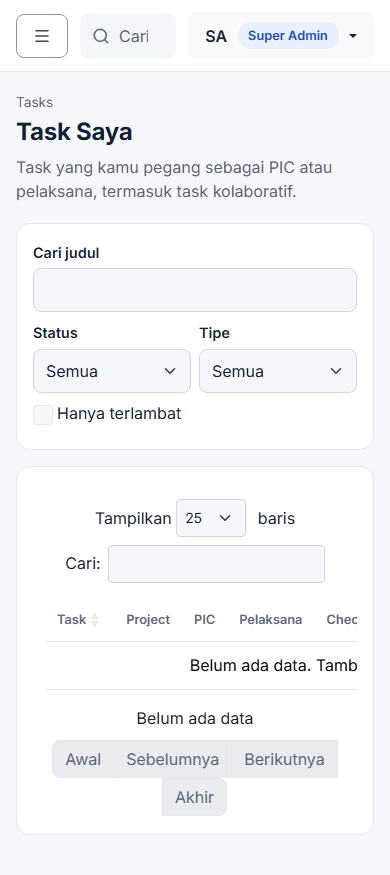 Cari
SA Super Admin
Tasks
Task Saya
Task yang kamu pegang sebagai PIC atau
pelaksana, termasuk task kolaboratif.
Cari judul
Status Tipe
Semua Semua
Hanya terlambat
Tampilkan 25 baris
Cari:
Task Project PIC Pelaksana Chec
Belum ada data. Tamb
Belum ada data
Awal Sebelumnya Berikutnya
Akhir